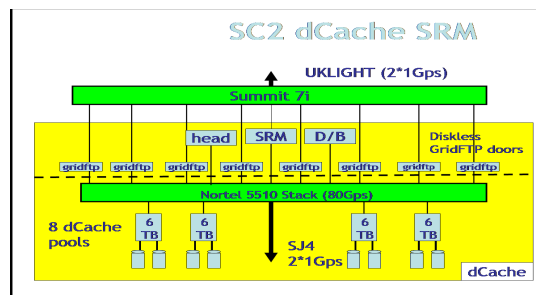 SC2 dCache SRM
UKLIGHT (2*1Gps)
Summit 7i
head
SRM
D/B
Diskless
GridFTP doors
gridftp
gridftp
gridftp
gridftp
gridftp
gridftp
gridftp
gridftp
Nortel 5510 Stack (80Gps)
8 dCache
pools
6
TB
6
TB
SJ4
2*1Gps
6
TB
6
TB
dCache